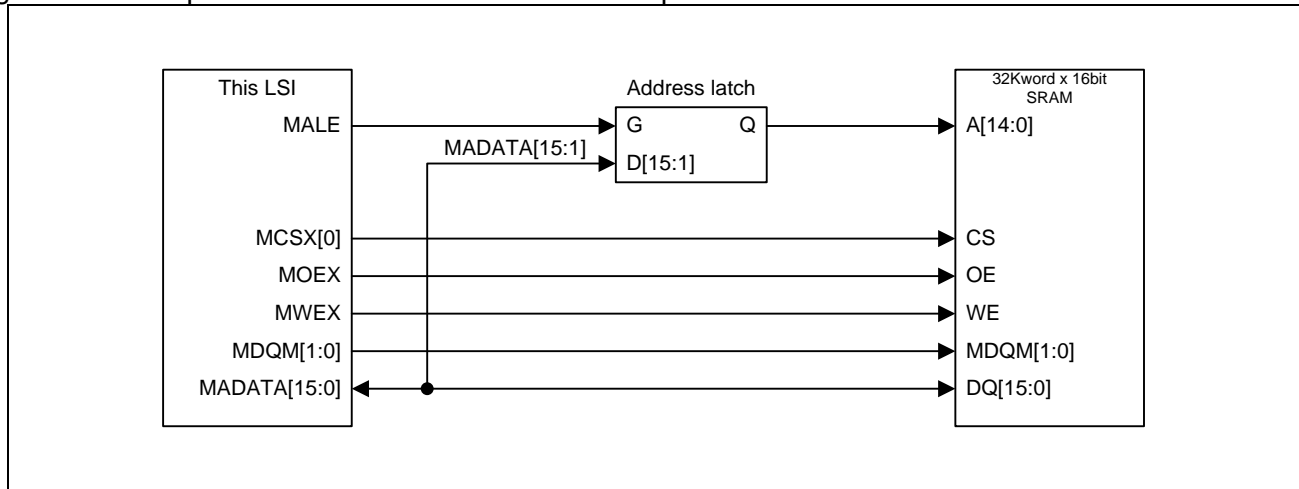 This LSI
Address latch
32Kword x 16bit
SRAM
MALE
G
Q
A[14:0]
MADATA[15:1]
D[15:1]
MCSX[0]
CS
MOEX
OE
MWEX
WE
MDQM[1:0]
MDQM[1:0]
MADATA[15:0]
DQ[15:0]